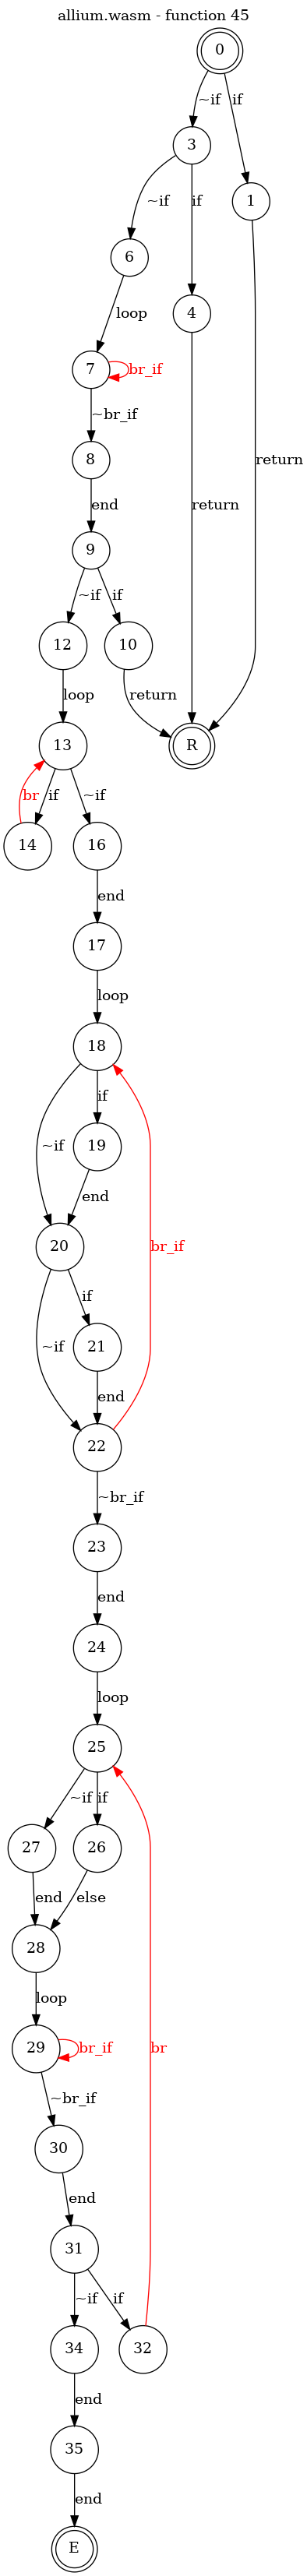 allium.wasm - function 45
0
~if
if
3
1
~if
if
6
4
loop
7
br_if
~br_if
8
return
return
end
9
~if
if
12
10
loop
return
13
R
br
if
~if
14
16
end
17
loop
18
~if
if
19
end
20
br_if
if
~if
21
end
22
~br_if
23
end
24
loop
25
~if
if
27
26
end
else
28
loop
29
br_if
br
~br_if
30
end
31
~if
if
34
32
end
35
end
E